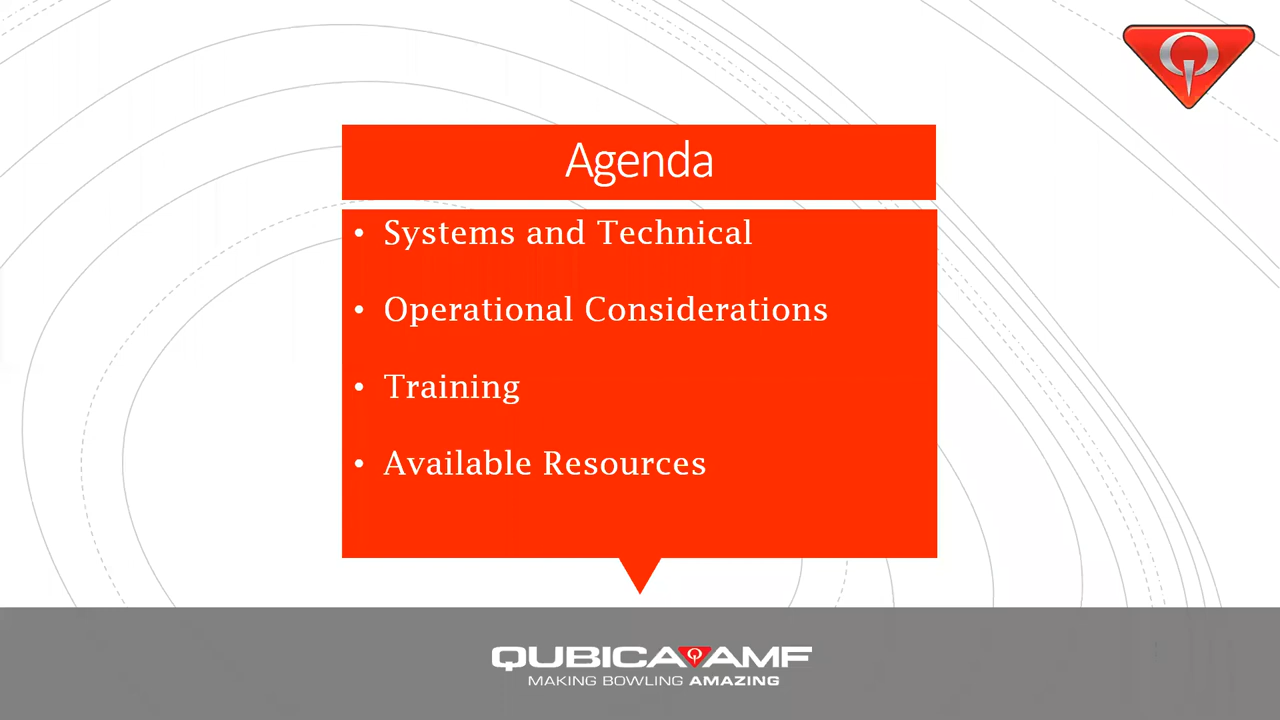 Agenda
• Systems and Technical
• Operational Considerations
• Training
• Available Resources
QUBICA AMF
MAKING BOWLING AMAZING